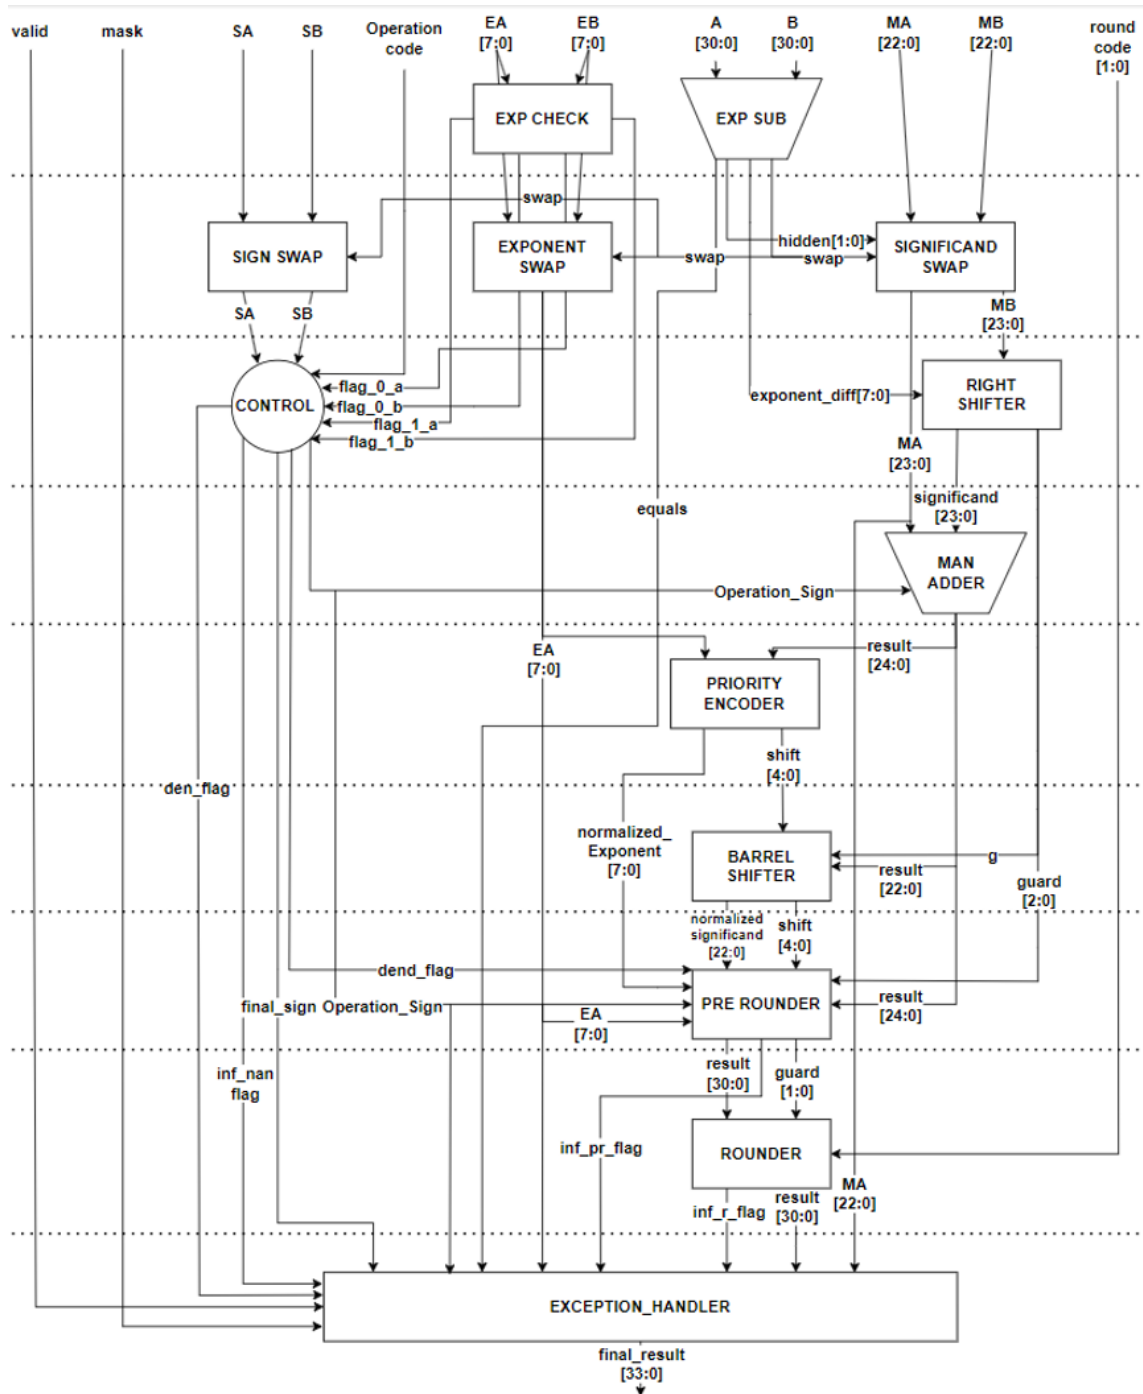 valid
mask
SA
SB
Operation
code
EA
[7:0]
EB
[7:0]
A
[30:0]
B
[30:0]
MA
[22:0]
MB
[22:0]
round
code
[1:0]
EXP CHECK
EXP SUB
swap
SIGN SWAP
EXPONENT
SWAP
hidden[1:0]
swap
swap
SIGNIFICAND
SWAP
SA
SB
MB
[23:0]
CONTROL
flag_0_a
flag_0_b
flag_1_a
flag_1_b
exponent_diff[7:0]
RIGHT
SHIFTER
MA
[23:0]
equals
significand
[23:0]
MAN
ADDER
Operation_Sign
EA
[7:0]
result
[24:0]
PRIORITY
ENCODER
den_flag
shift
[4:0]
normalized_
Exponent
[7:0]
BARREL
SHIFTER
g
result
[22:0]
guard
[2:0]
normalized
significand
[22:0]
shift
[4:0]
dend_flag
final_sign
Operation_Sign
EA
[7:0]
PRE ROUNDER
result
[24:0]
inf_nan
flag
result
[30:0]
guard
[1:0]
inf_pr_flag
ROUNDER
MA
[22:0]
inf_r_flag
result
[30:0]
EXCEPTION_HANDLER
final_result
[33:0]